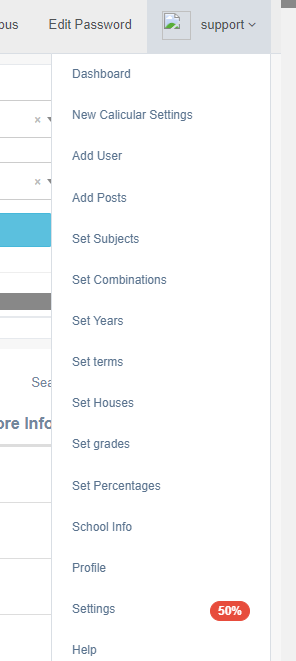 ous Edit Password support
Dashboard
New Calicular Settings
× Add User
Add Posts
×
Set Subjects
Set Combinations
Set Years
Set terms
Sea
Set Houses
ore Info
Set grades
Set Percentages
School Info
Profile
Settings 50%
Help